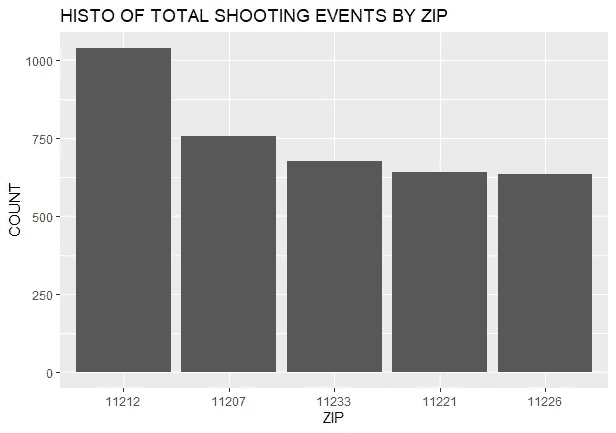 HISTO OF TOTAL SHOOTING EVENTS BY ZIP
COUNT
1000
750
500
250
0
11212 11207 11233 11221 11226
ZIP